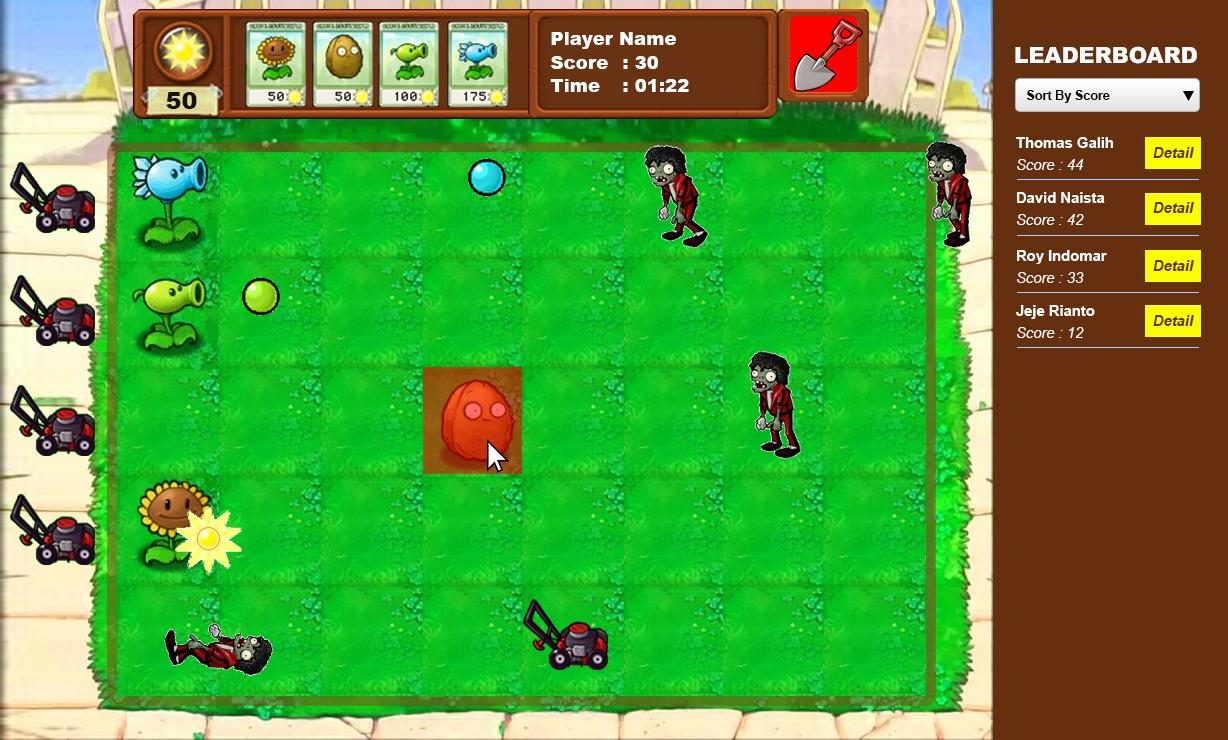 50
50
50
100
175
Player Name
Score : 30
Time : 01:22
LEADERBOARD
Sort By Score
Thomas Galih
Score : 44
Detail
David Naista
Score : 42
Detail
Roy Indomar
Score : 33
Detail
Jeje Rianto
Score : 12
Detail